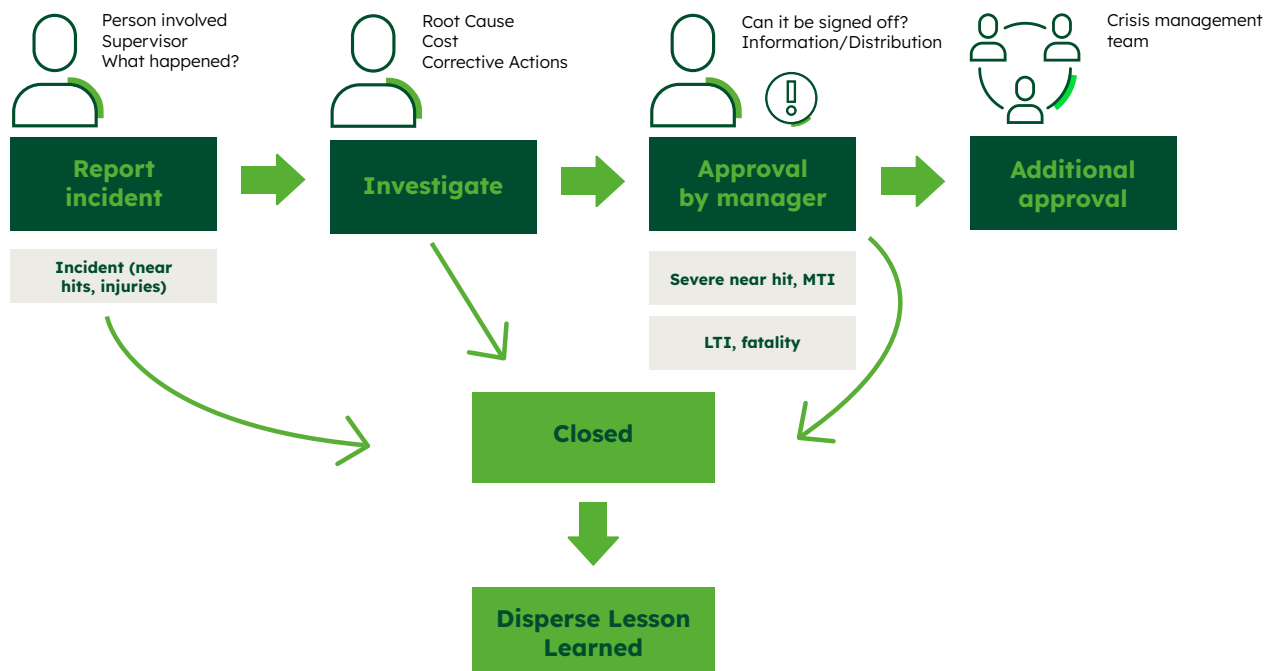 Person involved
Supervisor
What happened?
Root Cause
Cost
Corrective Actions
Can it be signed off?
Information/Distribution
Crisis management
team
Report
incident
Investigate
Approval
by manager
Additional
approval
Incident (near
hits, injuries)
Severe near hit, MTI
LTI, fatality
Closed
Disperse Lesson
Learned